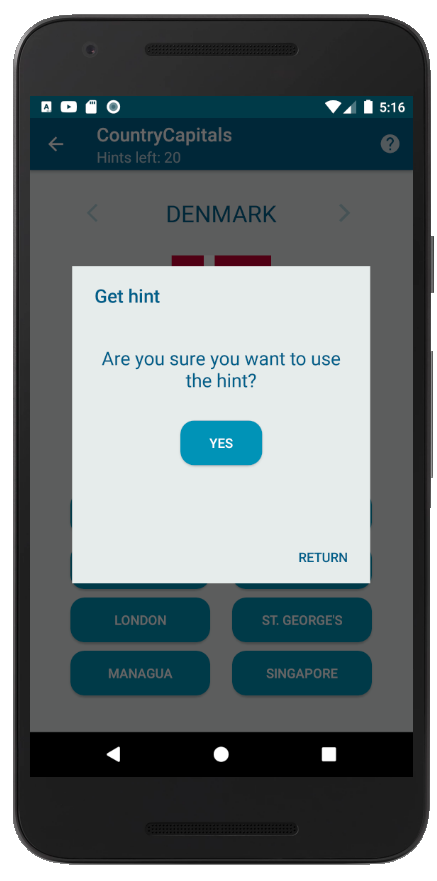 5:16
CountryCapitals
Hints left: 20
DENMARK
Get hint
Are you sure you want to use
the hint?
YES
RETURN
LONDON
ST. GEORGE'S
MANAGUA
SINGAPORE